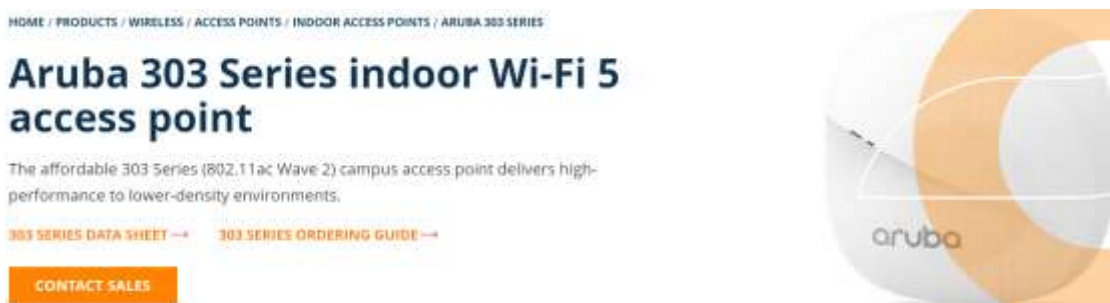 HOME / PRODUCTS / WIRELESS / ACCESS POINTS / INDOOR ACCESS POINTS / ARUBA 303 SERIES
Aruba 303 Series indoor Wi-Fi 5
access point
The affordable 303 Series (802.11ac Wave 2) campus access point delivers high-
performance to lower-density environments.
303 SERIES DATA SHEET→ 303 SERIES ORDERING GUIDE→
CONTACT SALES
aruba